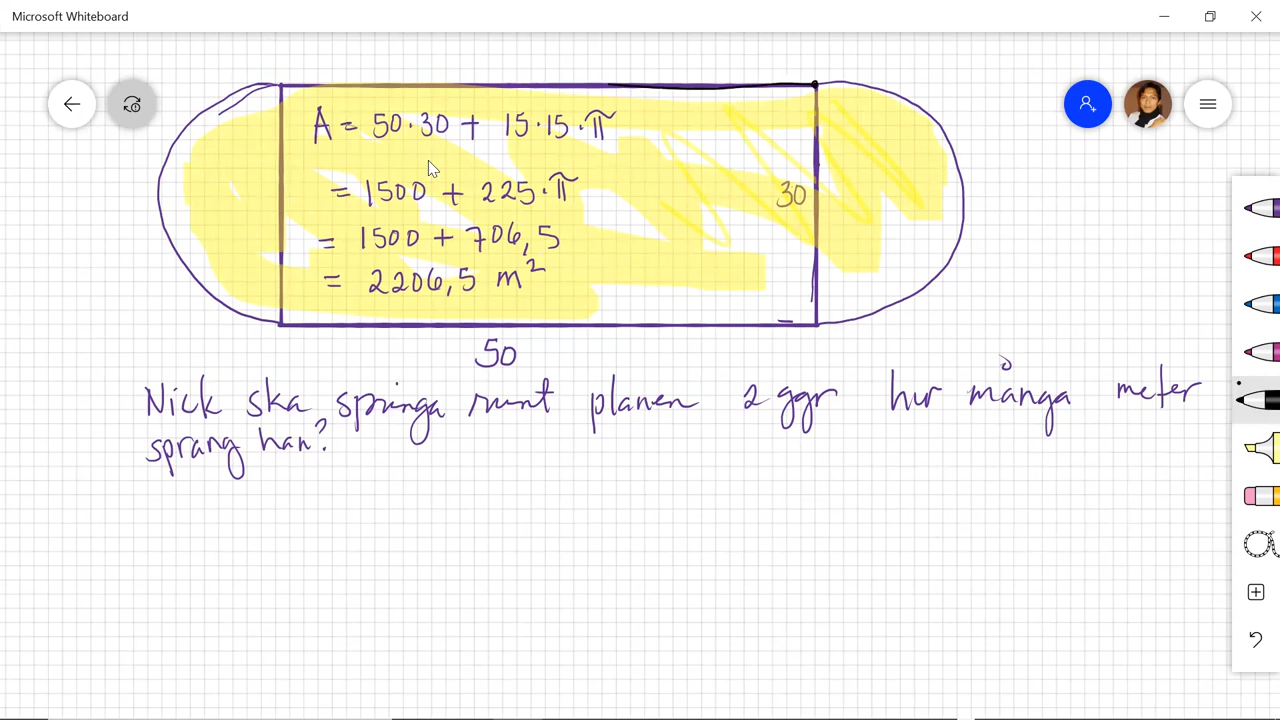 Microsoft Whiteboard
A = 50·30 + 15·15·π
= 1500 + 225·π
30
= 1500 + 706,5
= 2206,5 m²
50
Nick ska springa runt planen 2 ggr hur många meter
sprang han?